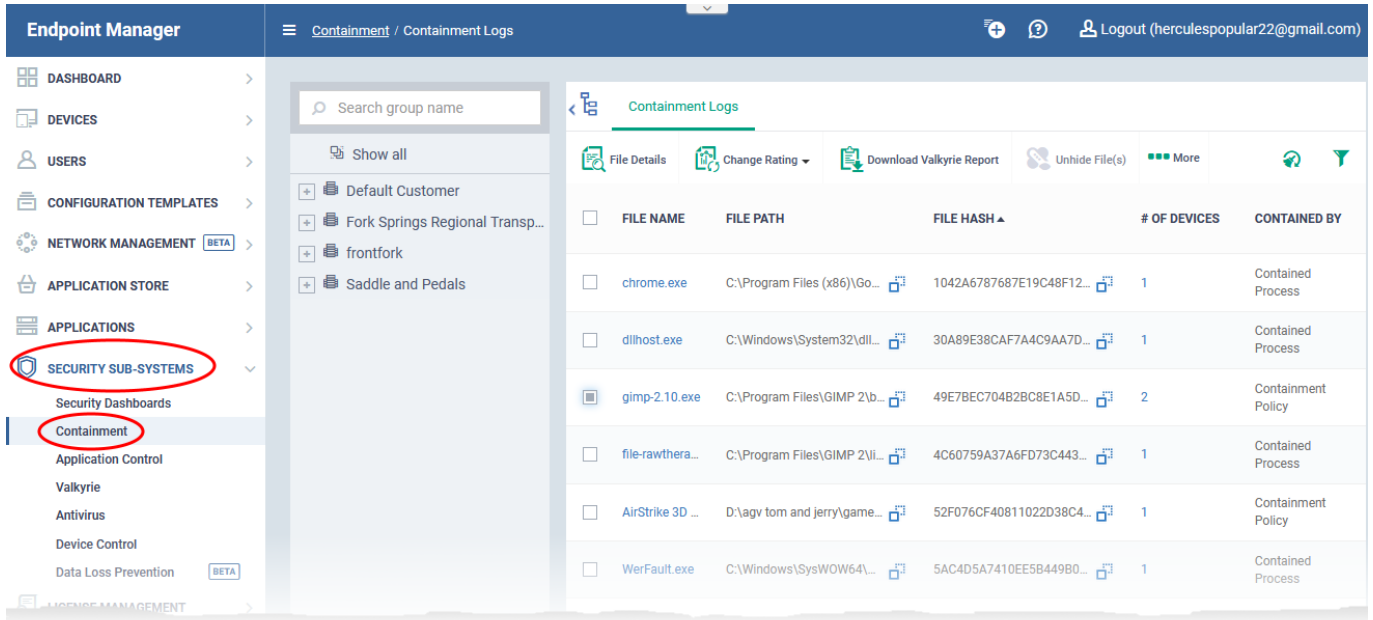 Endpoint Manager
Containment / Containment Logs
Logout (herculespopular22@gmail.com)
DASHBOARD
DEVICES
USERS
CONFIGURATION TEMPLATES
NETWORK MANAGEMENT BETA
APPLICATION STORE
APPLICATIONS
SECURITY SUB-SYSTEMS
Security Dashboards
Containment
Application Control
Valkyrie
Antivirus
Device Control
Data Loss Prevention BETA
LICENSE MANAGEMENT
Search group name
Show all
Default Customer
Fork Springs Regional Transp...
frontfork
Saddle and Pedals
Containment Logs
File Details Change Rating Download Valkyrie Report Unhide File(s) More
FILE NAME FILE PATH FILE HASH # OF DEVICES CONTAINED BY
chrome.exe C:\Program Files (x86)\Go... 1042A6787687E19C48F12... 1 Contained
Process
dllhost.exe C:\Windows\System32\dll... 30A89E38CAF7A4C9AA7D... 1 Contained
Process
gimp-2.10.exe C:\Program Files\GIMP 2\b... 49E7BEC704B2BC8E1A5D... 2 Containment
Policy
file-rawthera... C:\Program Files\GIMP 2\li... 4C60759A37A6FD73C443... 1 Contained
Process
AirStrike 3D ... D:\agv tom and jerry\game... 52F076CF40811022D38C4... 1 Containment
Policy
WerFault.exe C:\Windows\SysWOW64\... 5AC4D5A7410EE5B449B0... 1 Contained
Process